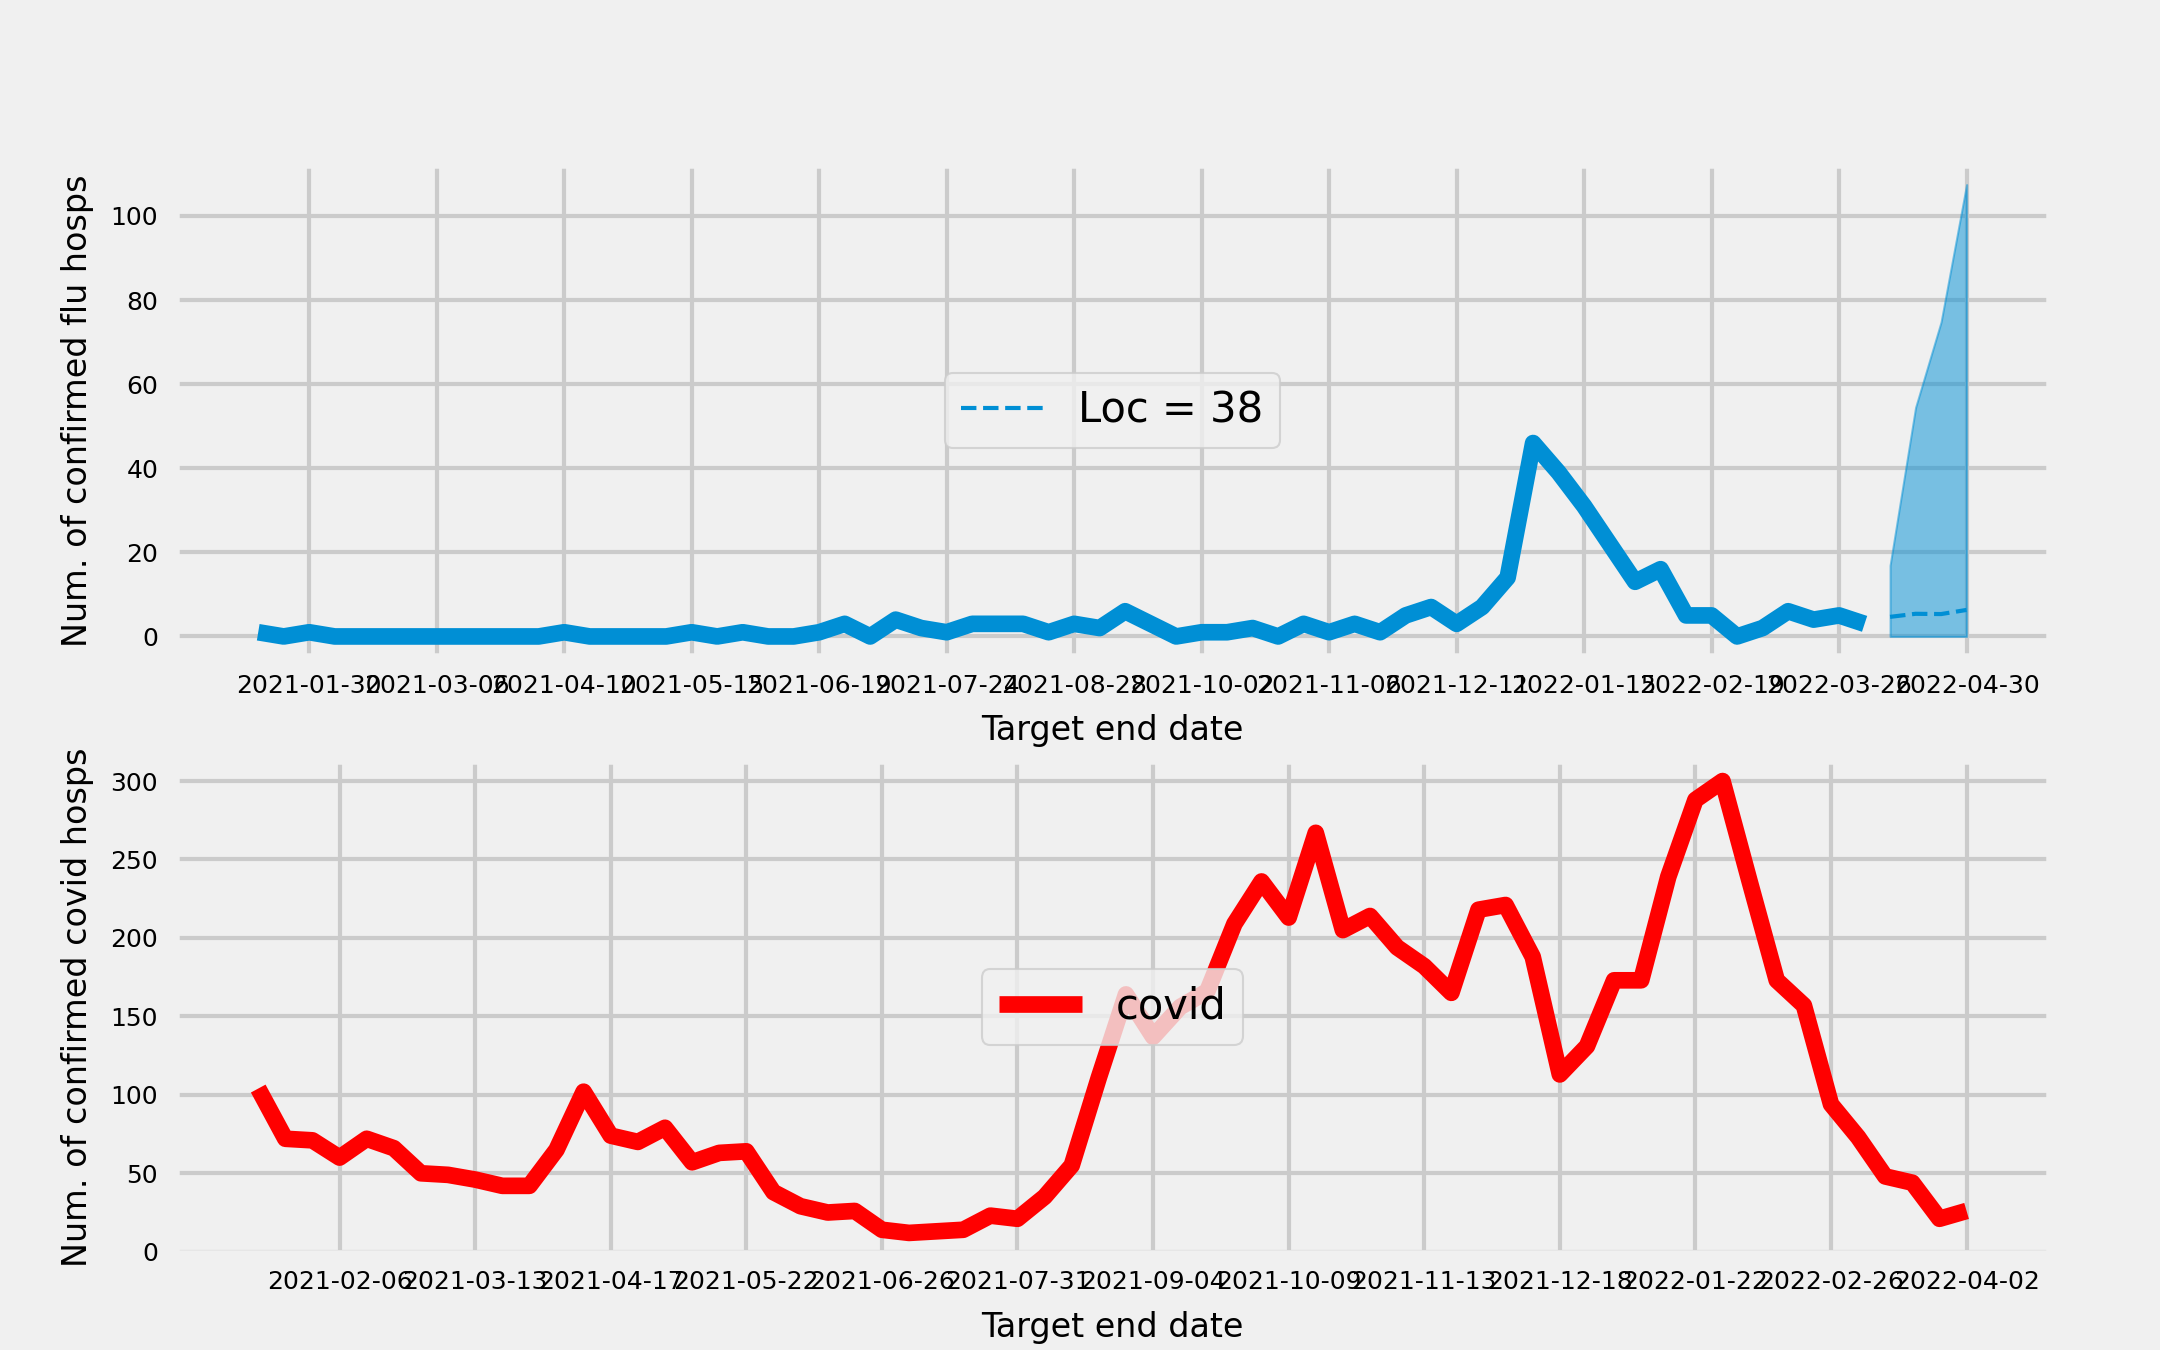 Num. of confirmed flu hosps
100
80
60
40
20
0
Loc = 38
2021-01-30 2021-03-06 2021-04-10 2021-05-15 2021-06-19 2021-07-24 2021-08-28 2021-10-02 2021-11-06 2021-12-11 2022-01-15 2022-02-19 2022-03-26 2022-04-30
Target end date
Num. of confirmed covid hosps
300
250
200
150
100
50
0
covid
2021-02-06 2021-03-13 2021-04-17 2021-05-22 2021-06-26 2021-07-31 2021-09-04 2021-10-09 2021-11-13 2021-12-18 2022-01-22 2022-02-26 2022-04-02
Target end date